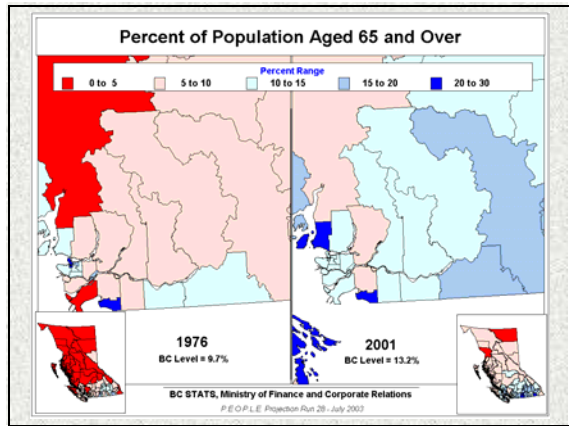 Percent of Population Aged 65 and Over
Percent Range
0 to 5
5 to 10
10 to 15
15 to 20
20 to 30
1976
BC Level = 9.7%
2001
BC Level = 13.2%
BC STATS, Ministry of Finance and Corporate Relations
P.E.O.P.L.E. Projection Run 28 - July 2003